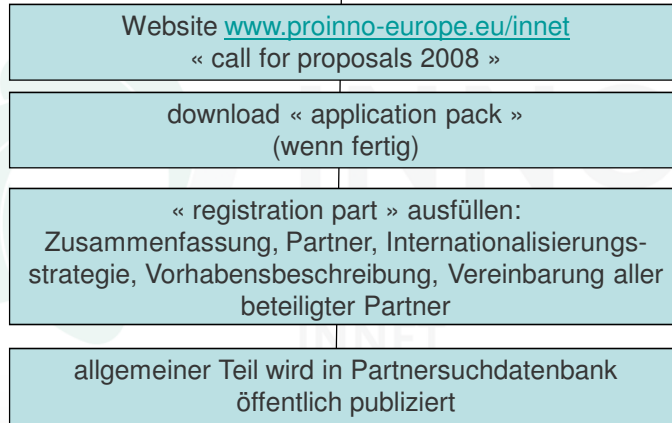 Website www.proinno-europe.eu/innet
« call for proposals 2008 »
download « application pack »
(wenn fertig)
« registration part » ausfüllen:
Zusammenfassung, Partner, Internationalisierungs-
strategie, Vorhabensbeschreibung, Vereinbarung aller
beteiligter Partner
INNET
allgemeiner Teil wird in Partnersuchdatenbank
öffentlich publiziert